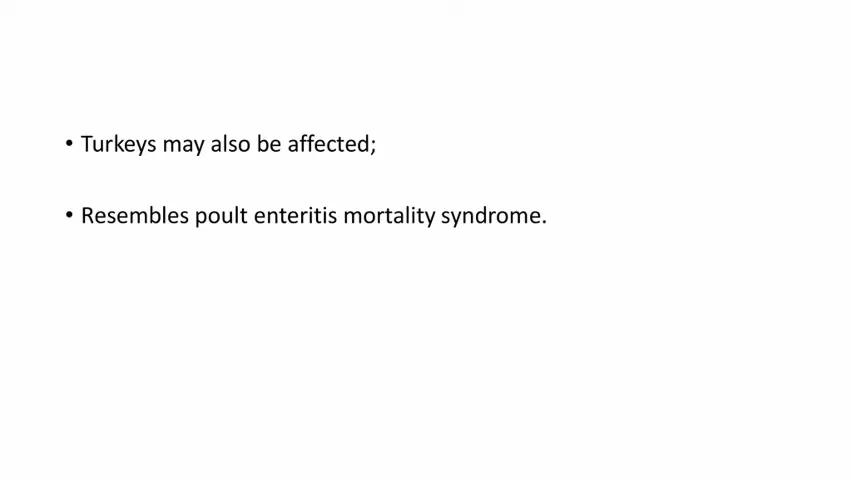 • Turkeys may also be affected;
• Resembles poult enteritis mortality syndrome.